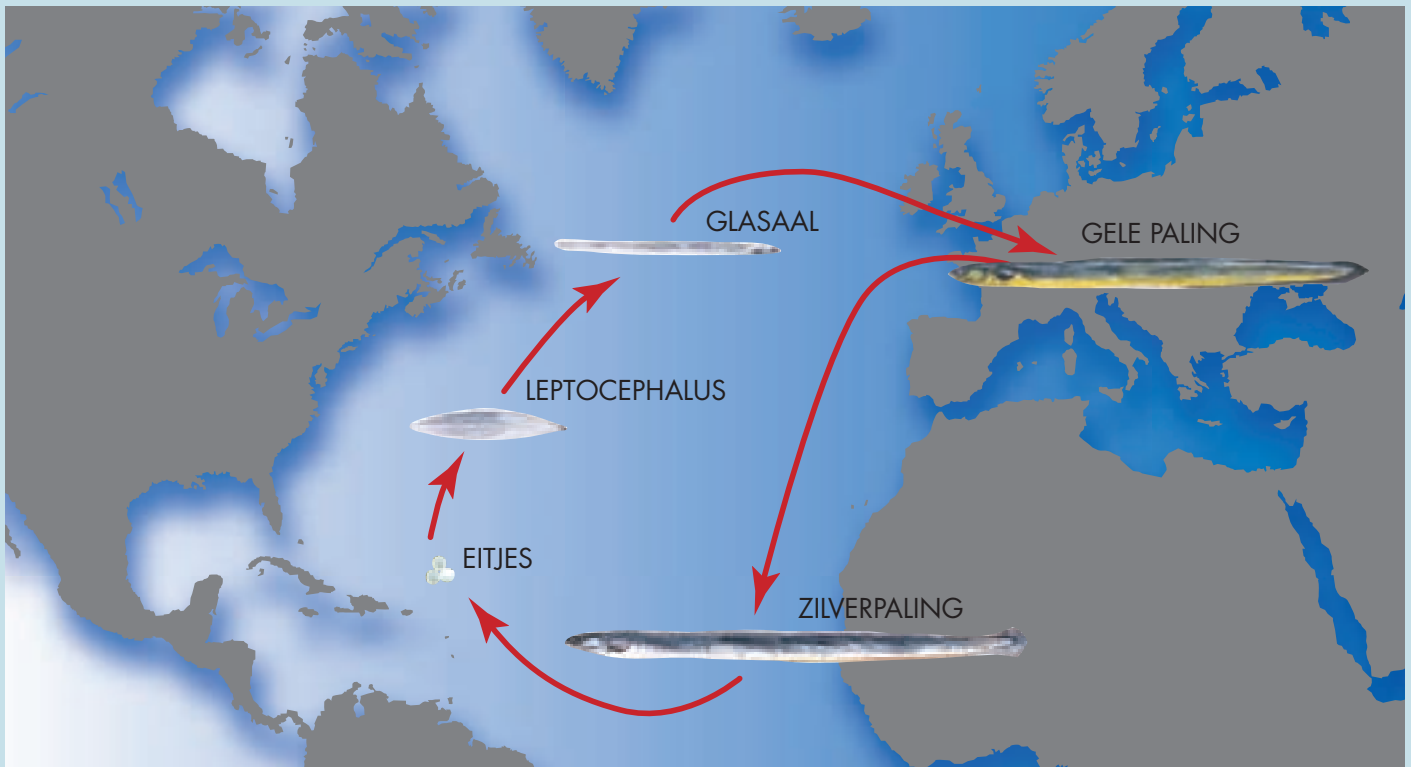 GLASAAL
GELE PALING
LEPTOCEPHALUS
EITJES
ZILVERPALING